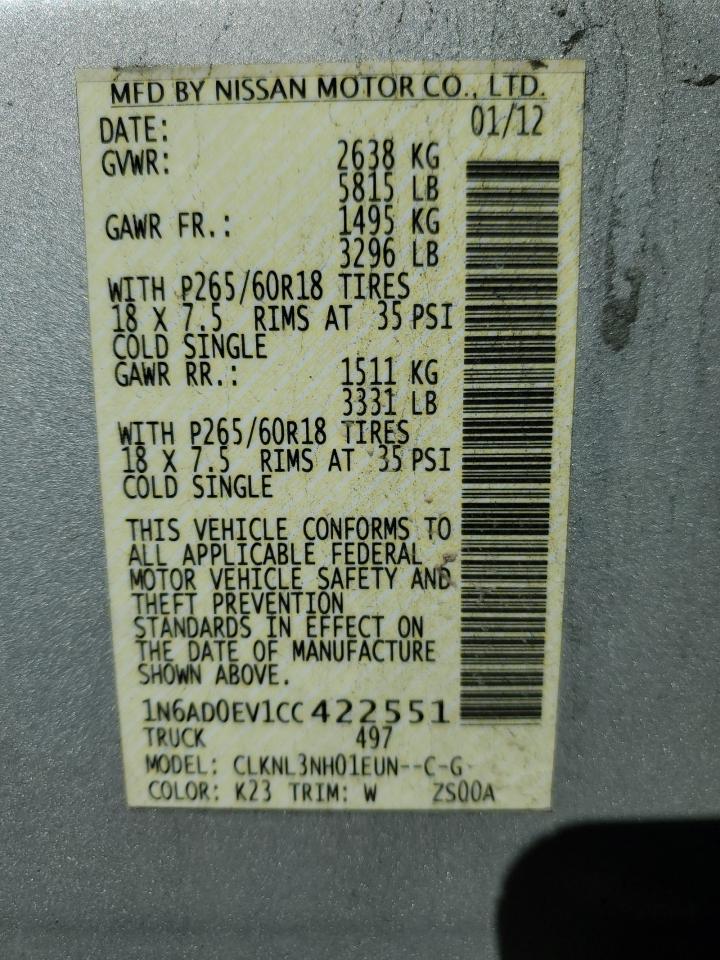 MFD BY NISSAN MOTOR CO., LTD.
DATE: 01/12
GVWR: 2638 KG
5815 LB
GAWR FR.: 1495 KG
3296 LB
WITH P265/60R18 TIRES
18 X 7.5 RIMS AT 35 PSI
COLD SINGLE
GAWR RR.: 1511 KG
3331 LB
WITH P265/60R18 TIRES
18 X 7.5 RIMS AT 35 PSI
COLD SINGLE
THIS VEHICLE CONFORMS TO
ALL APPLICABLE FEDERAL
MOTOR VEHICLE SAFETY AND
THEFT PREVENTION
STANDARDS IN EFFECT ON
THE DATE OF MANUFACTURE
SHOWN ABOVE.
1N6AD0EV1CC422551
TRUCK 497
MODEL: CLKNL3NH01EUN--C-G-
COLOR: K23 TRIM: W ZS00A